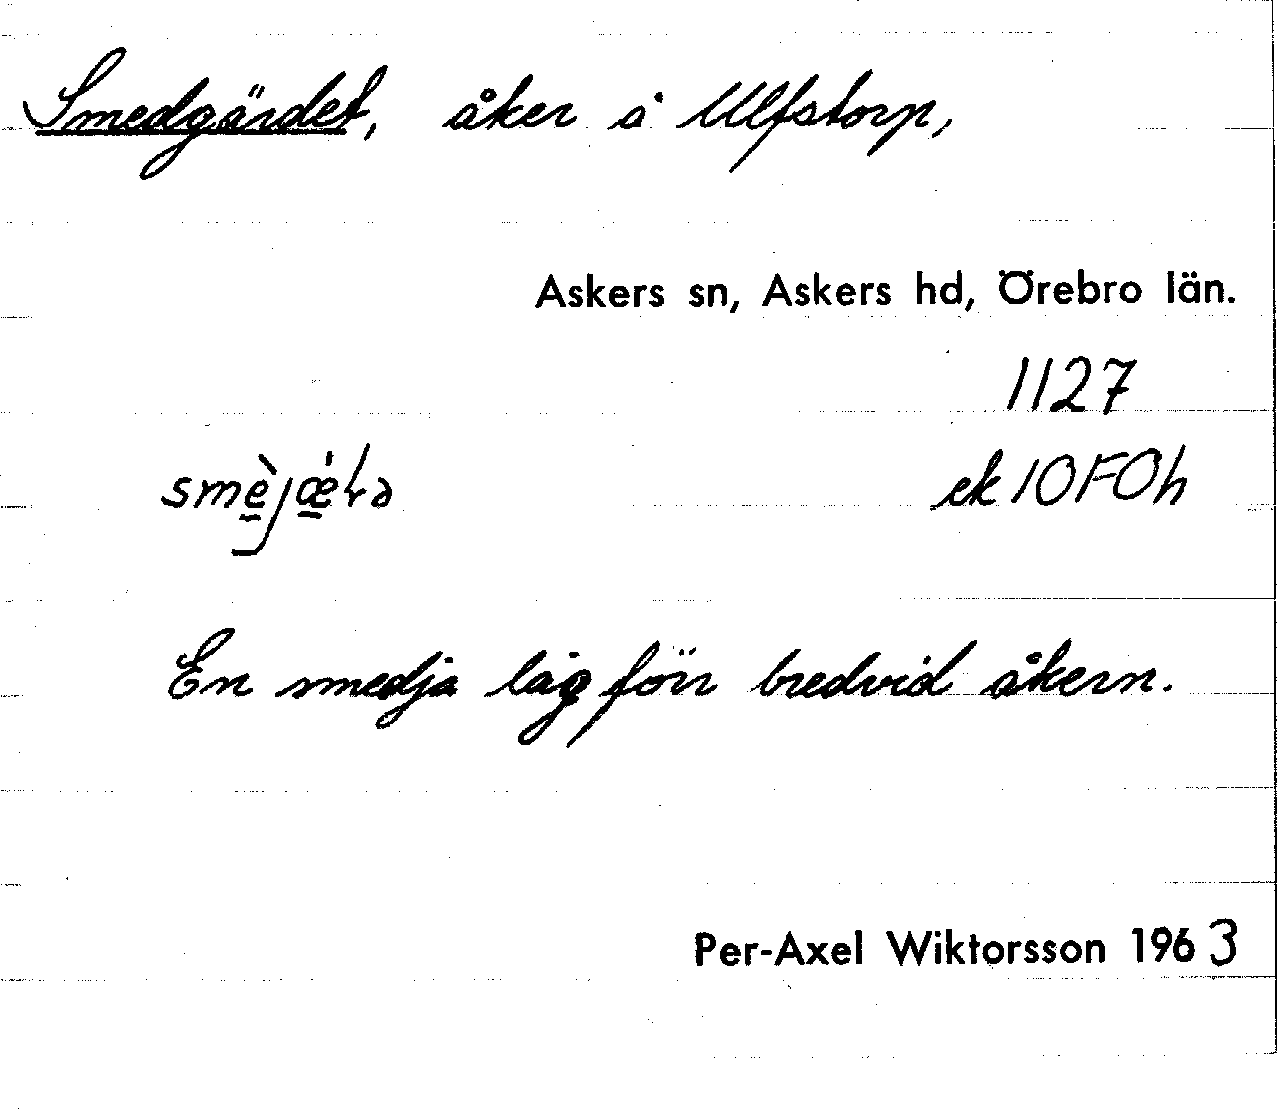 Smedgärdet, åker å Ulfstorp,
Askers sn, Askers hd, Örebro län.
1127
ek 10F0h
En smedja låg förr bredvid åkern.
Per-Axel Wiktorsson 1963